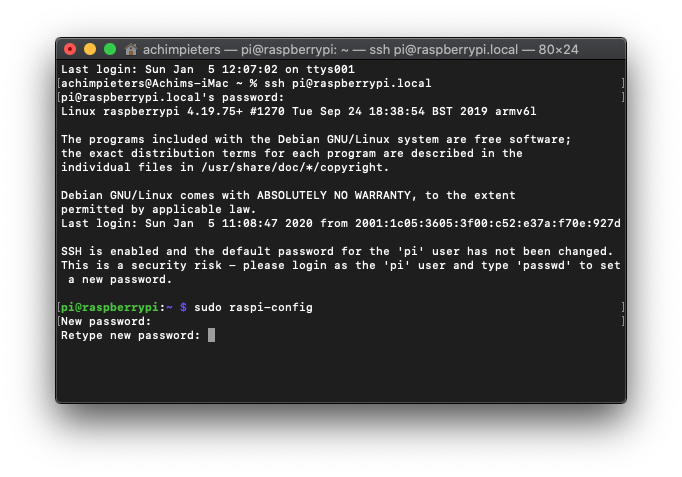 achimpieters — pi@raspberrypi: ~ — ssh pi@raspberrypi.local — 80×24
Last login: Sun Jan  5 12:07:02 on ttys001
[achimpieters@Achims-iMac ~ % ssh pi@raspberrypi.local ]
[pi@raspberrypi.local's password: ]
Linux raspberrypi 4.19.75+ #1270 Tue Sep 24 18:38:54 BST 2019 armv6l
The programs included with the Debian GNU/Linux system are free software;
the exact distribution terms for each program are described in the
individual files in /usr/share/doc/*/copyright.
Debian GNU/Linux comes with ABSOLUTELY NO WARRANTY, to the extent
permitted by applicable law.
Last login: Sun Jan  5 11:08:47 2020 from 2001:1c05:3605:3f00:c52:e37a:f70e:927d
SSH is enabled and the default password for the 'pi' user has not been changed.
This is a security risk - please login as the 'pi' user and type 'passwd' to set
a new password.
[pi@raspberrypi:~ $ sudo raspi-config ]
[New password: ]
Retype new password: